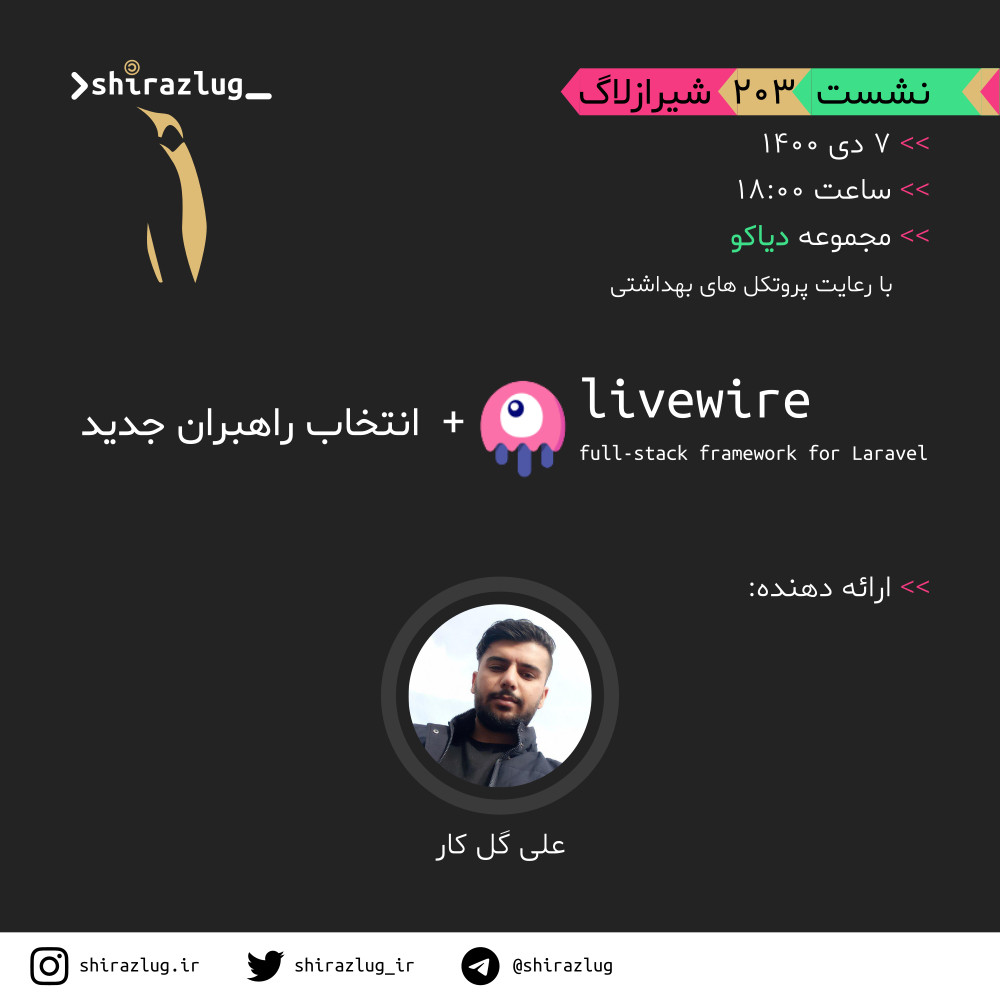 >shirazlug_
نشست ۲۰۳ شیرازلاگ
>> ۷ دی ۱۴۰۰
>> ساعت ۱۸:۰۰
>> مجموعه دیاکو
با رعایت پروتکل های بهداشتی
livewire
full-stack framework for Laravel
+ انتخاب راهبران جدید
>> ارائه دهنده:
علی گل کار
shirazlug.ir
shirazlug_ir
@shirazlug